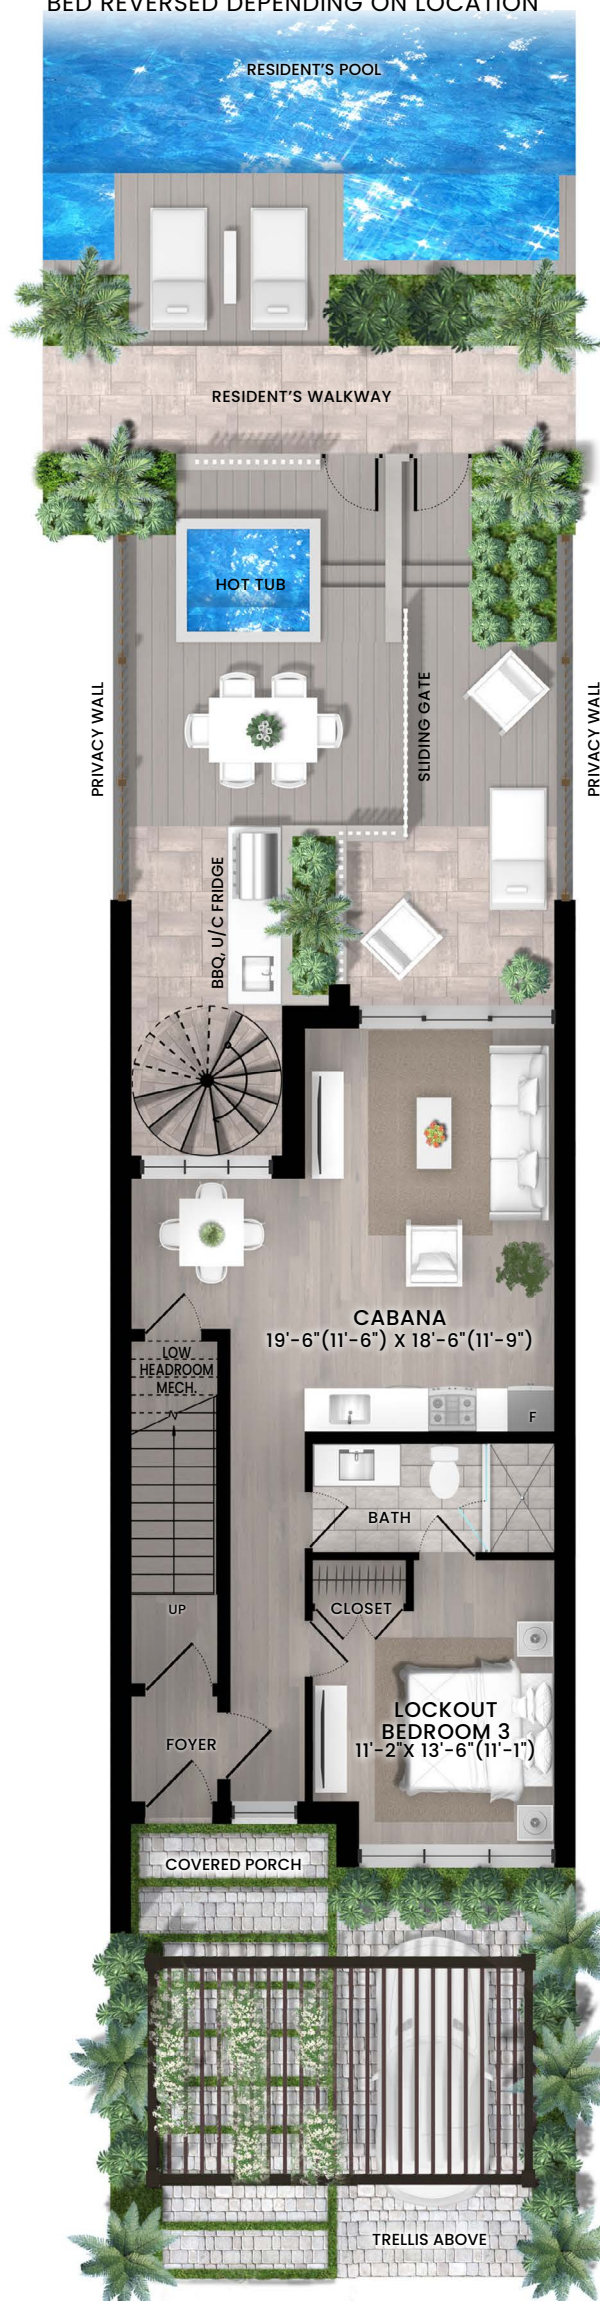 BED REVERSED DEPENDING ON LOCATION
RESIDENT'S POOL
RESIDENT'S WALKWAY
HOT TUB
PRIVACY WALL
SLIDING GATE
PRIVACY WALL
BBQ, U/C FRIDGE
CABANA
19'-6"(11'-6") X 18'-6"(11'-9")
LOW
HEADROOM
MECH.
F
BATH
CLOSET
UP
LOCKOUT
BEDROOM 3
11'-2"X 13'-6"(11'-1")
FOYER
COVERED PORCH
TRELLIS ABOVE